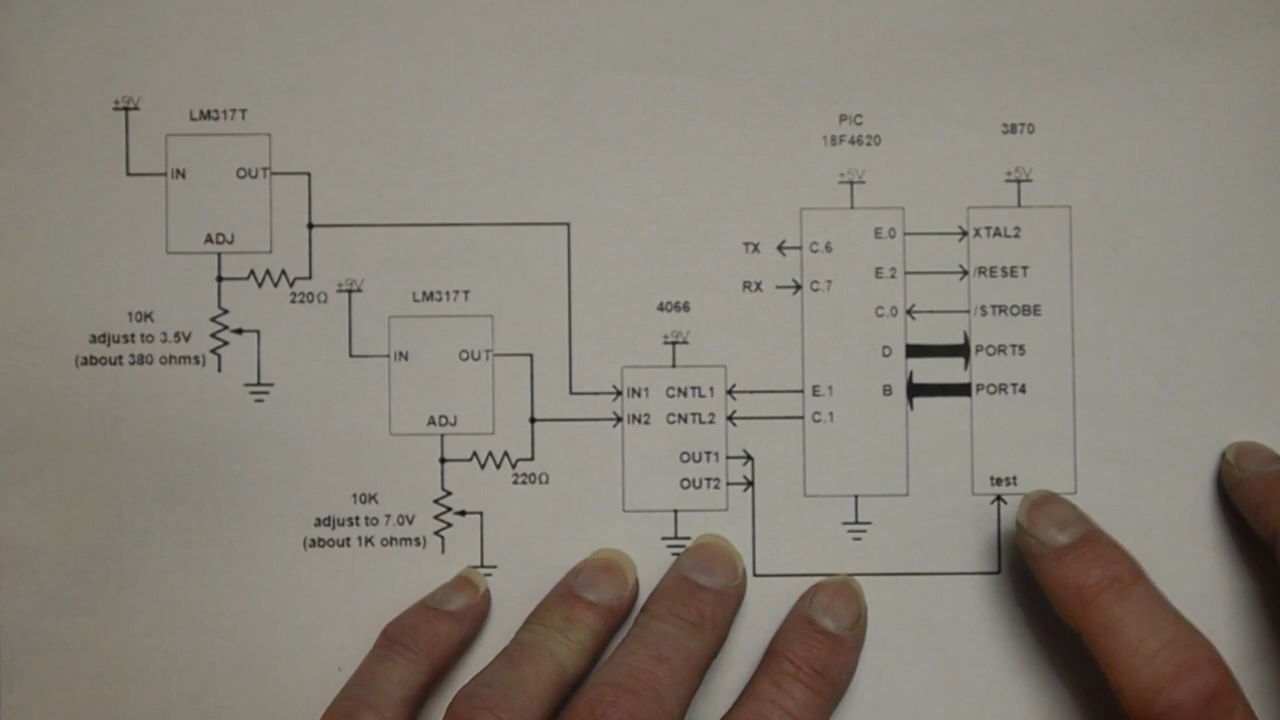 +9V
LM317T
IN
OUT
ADJ
220Ω
10K
adjust to 3.5V
(about 380 ohms)
+9V
LM317T
IN
OUT
ADJ
220Ω
10K
adjust to 7.0V
(about 1K ohms)
4066
+9V
IN1
CNTL1
IN2
CNTL2
OUT1
OUT2
PIC
18F4620
+5V
TX
C.6
RX
C.7
E.0
E.2
C.0
D
B
E.1
C.1
3870
+5V
XTAL2
/RESET
/STROBE
PORT5
PORT4
test